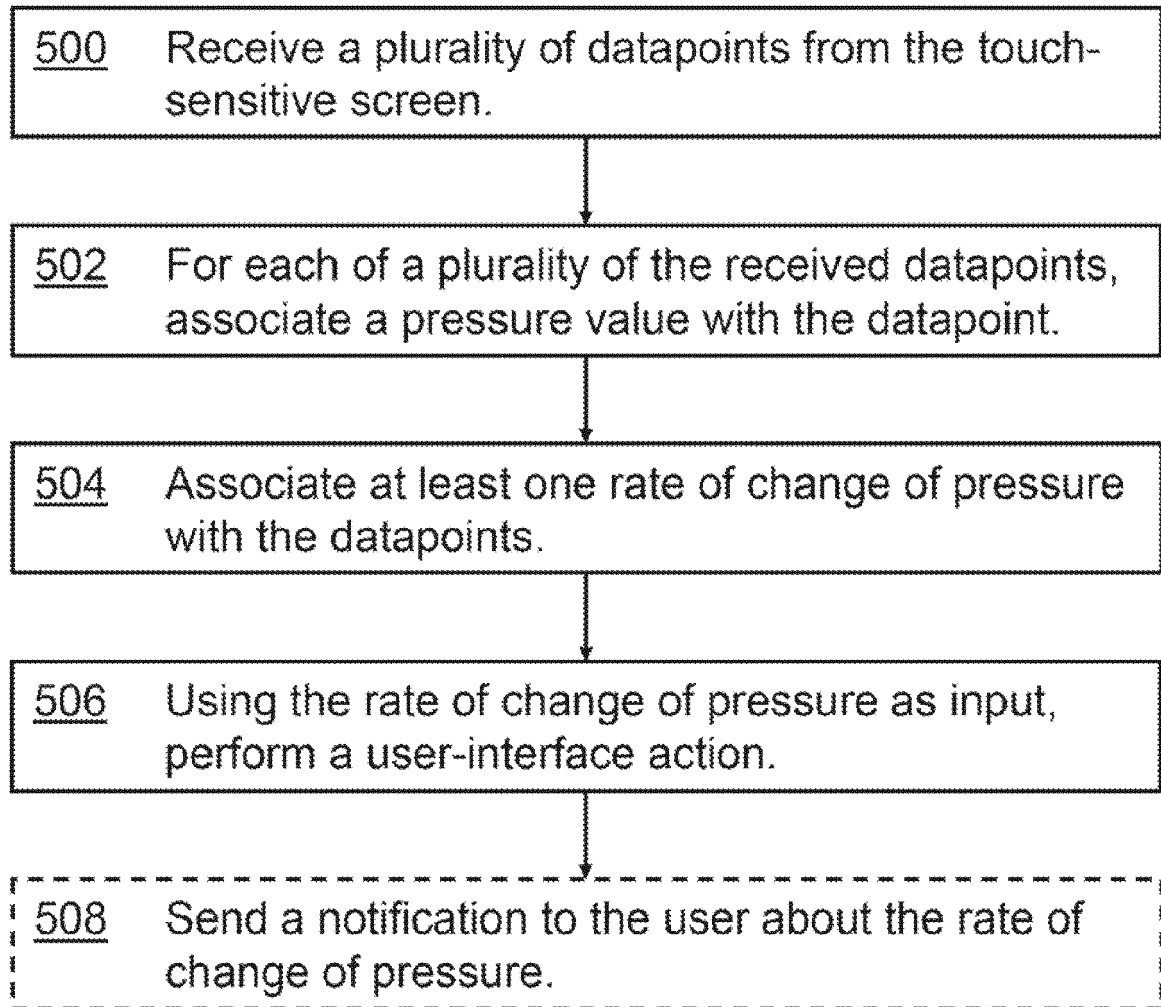 500 Receive a plurality of datapoints from the touch-
sensitive screen.
502 For each of a plurality of the received datapoints,
associate a pressure value with the datapoint.
504 Associate at least one rate of change of pressure
with the datapoints.
506 Using the rate of change of pressure as input,
perform a user-interface action.
508 Send a notification to the user about the rate of
change of pressure.